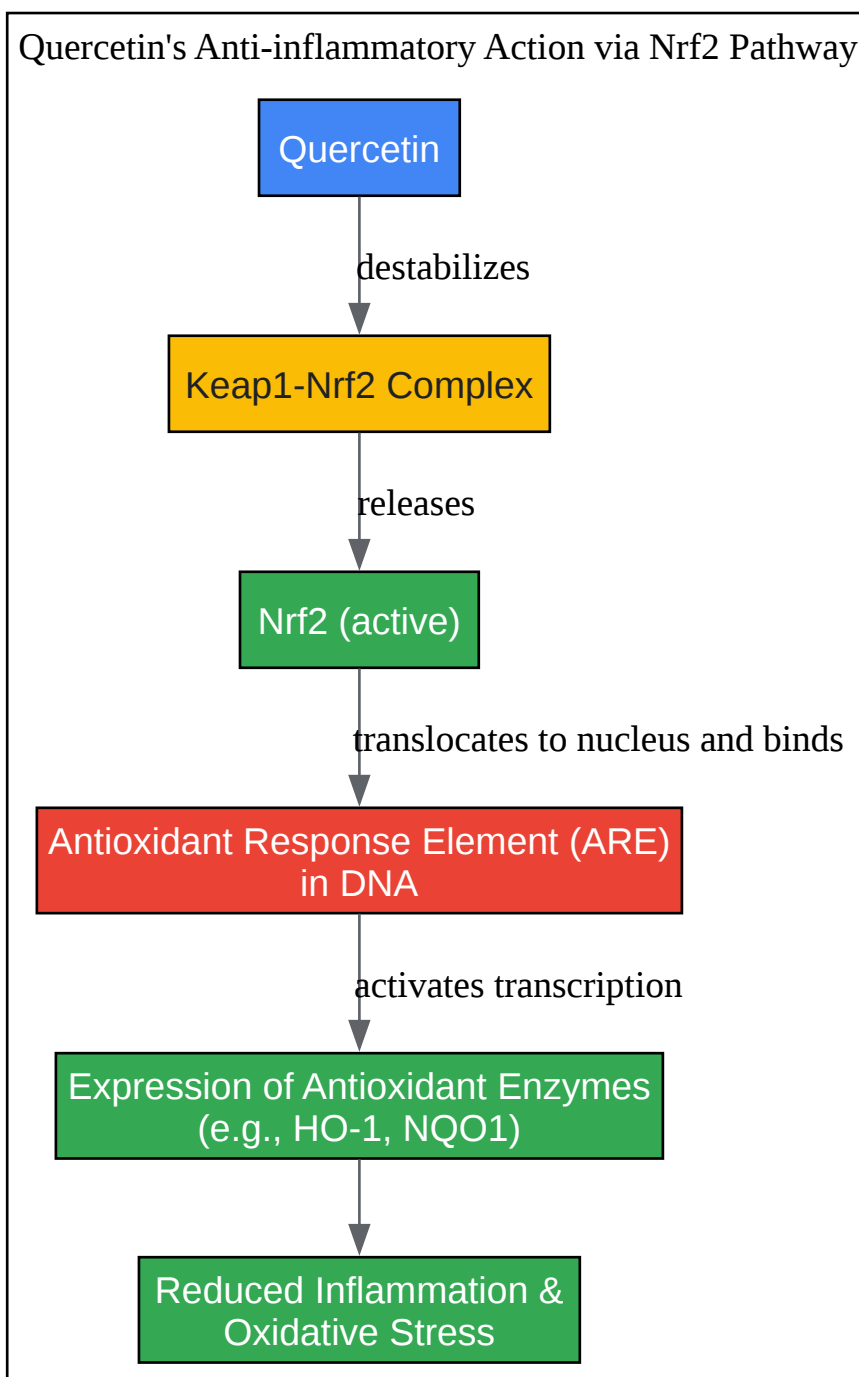 Quercetin's Anti-inflammatory Action via Nrf2 Pathway
Quercetin
destabilizes
Keap1-Nrf2 Complex
releases
Nrf2 (active)
translocates to nucleus and binds
Antioxidant Response Element (ARE)
in DNA
activates transcription
Expression of Antioxidant Enzymes
(e.g., HO-1, NQO1)
Reduced Inflammation &
Oxidative Stress